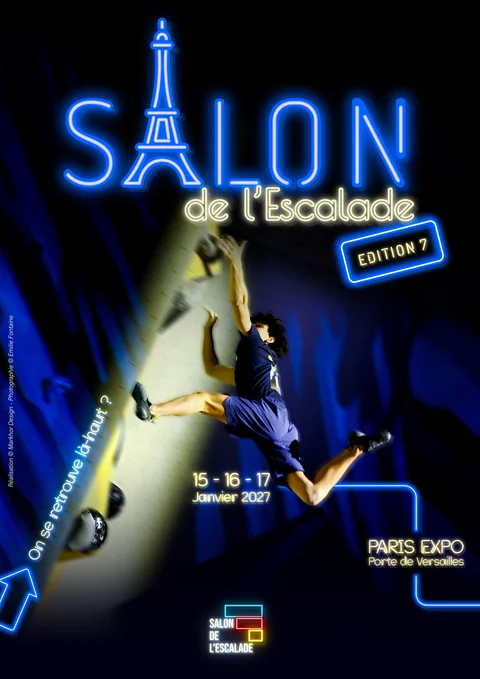 SALON
de l'Escalade
EDITION 7
Réalisation © Markhor Design - Photographie © Emilie Fontaine
On se retrouve là-haut ?
15 - 16 - 17
Janvier 2027
PARIS EXPO
Porte de Versailles
SALON
DE
L'ESCALADE